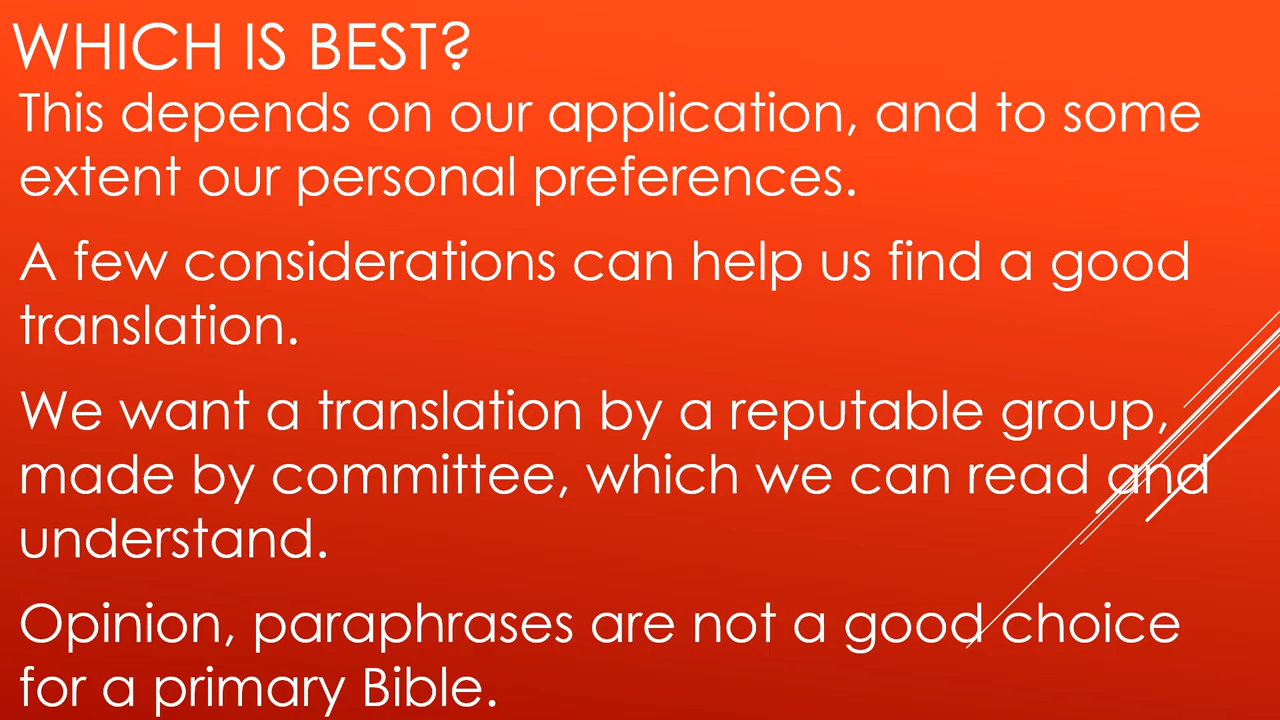 WHICH IS BEST?
This depends on our application, and to some
extent our personal preferences.
A few considerations can help us find a good
translation.
We want a translation by a reputable group,
made by committee, which we can read and
understand.
Opinion, paraphrases are not a good choice
for a primary Bible.